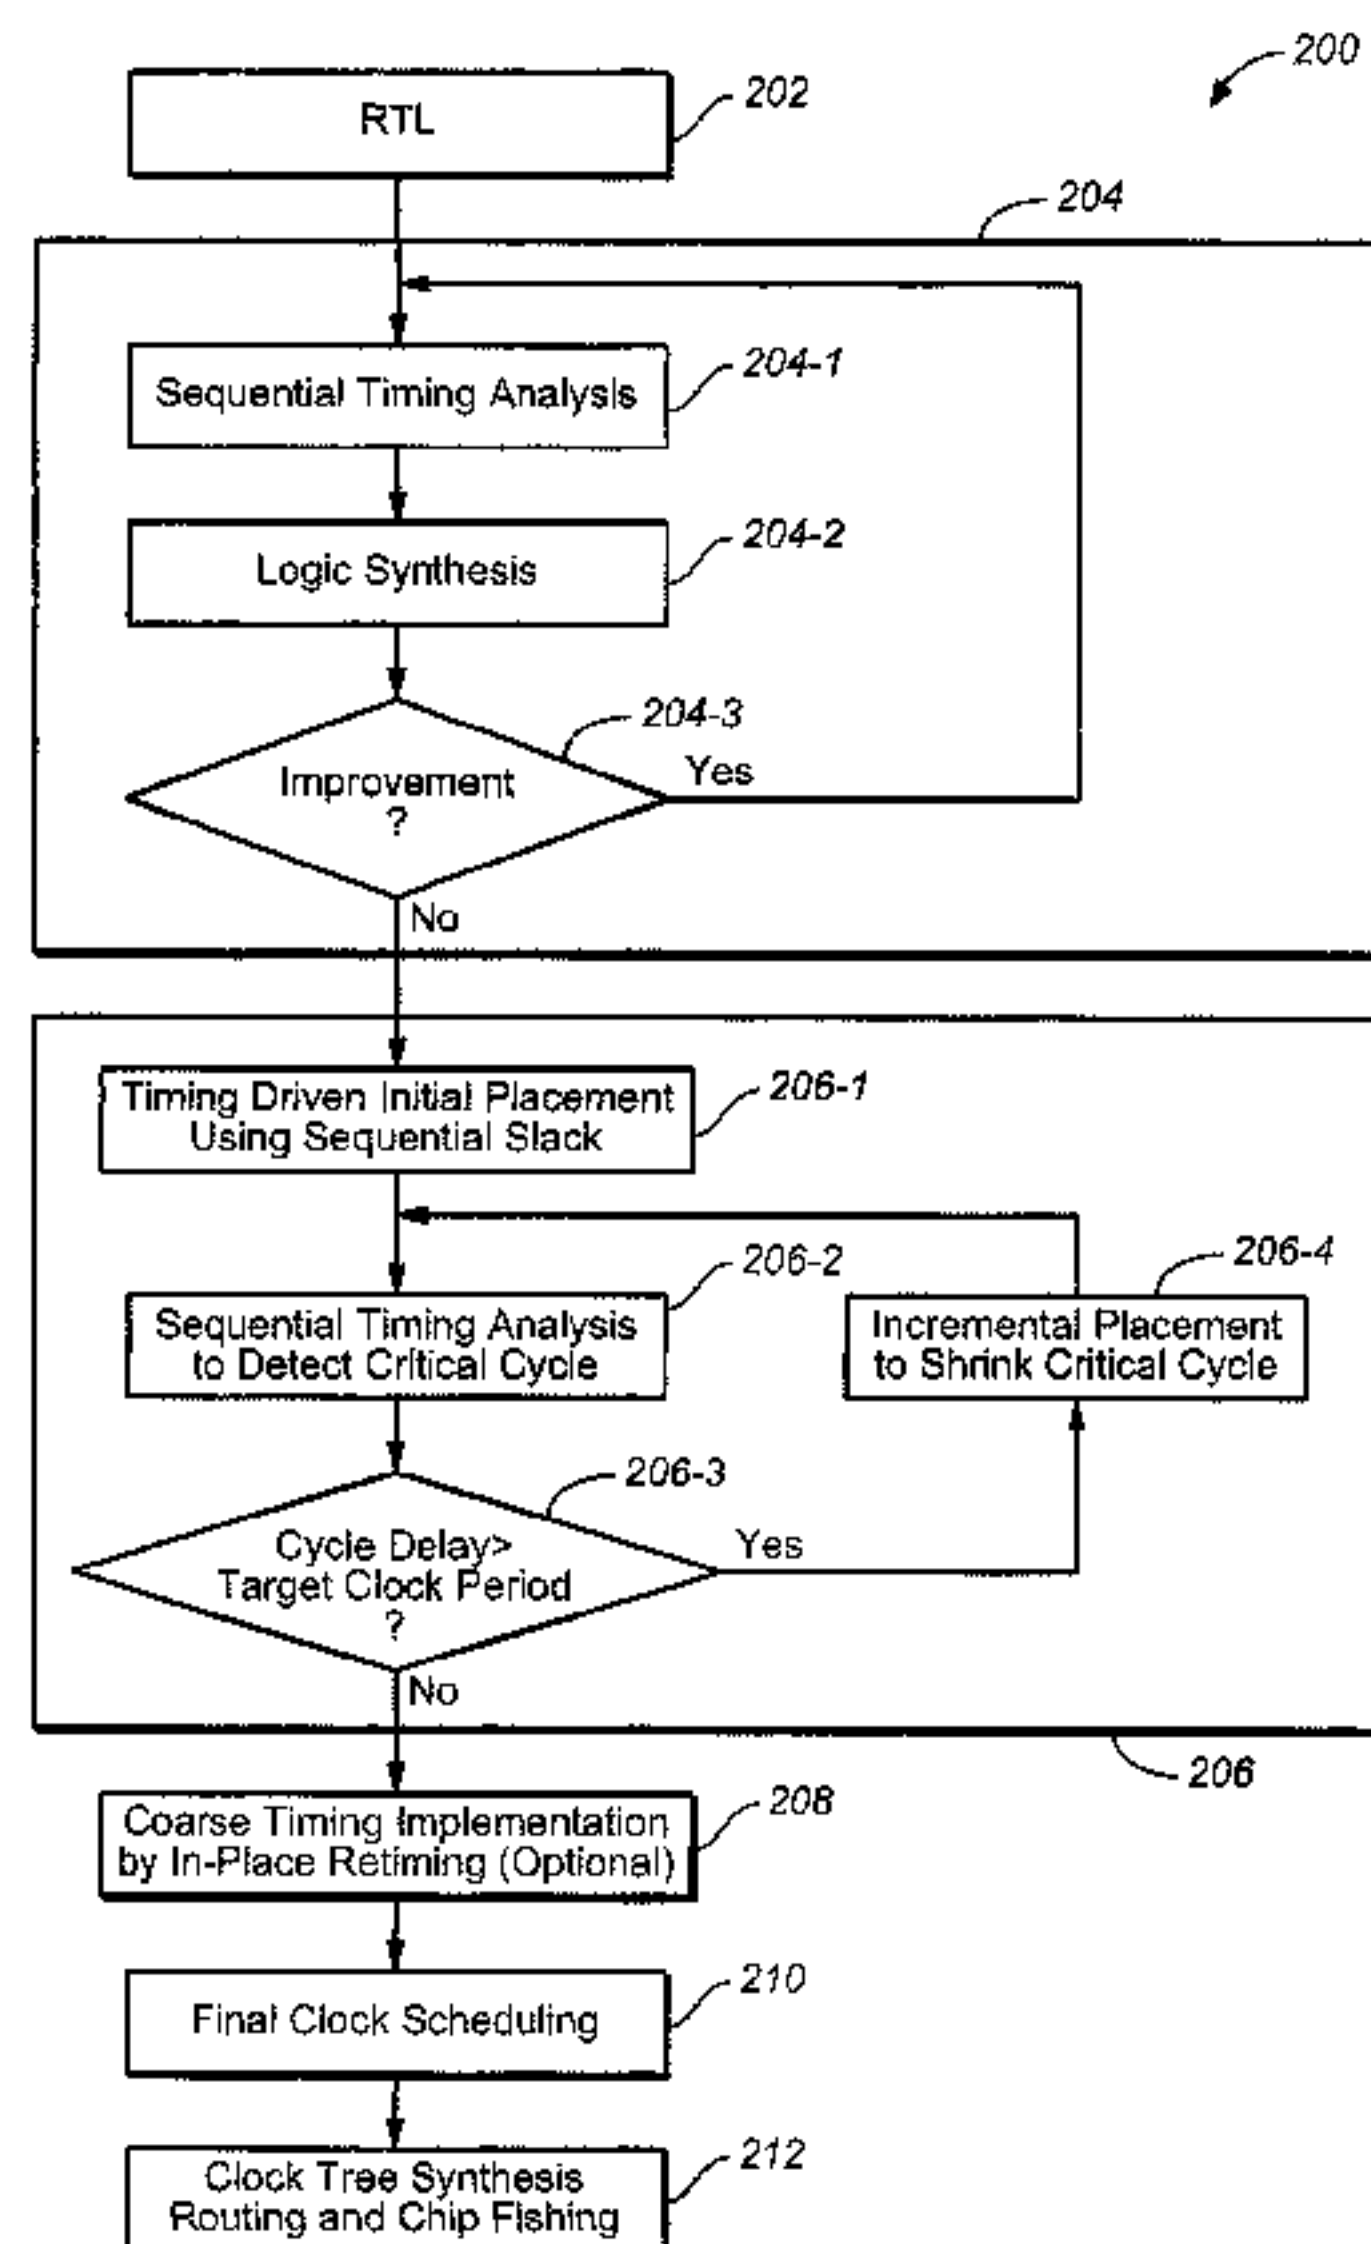 200
RTL
202
204
Sequential Timing Analysis
204-1
Logic Synthesis
204-2
204-3
Improvement
?
Yes
No
Timing Driven Initial Placement
Using Sequential Slack
206-1
Sequential Timing Analysis
to Detect Critical Cycle
206-2
Incremental Placement
to Shrink Critical Cycle
206-4
206-3
Cycle Delay>
Target Clock Period
?
Yes
No
206
Coarse Timing Implementation
by In-Place Retiming (Optional)
208
Final Clock Scheduling
210
Clock Tree Synthesis
Routing and Chip Fishing
212